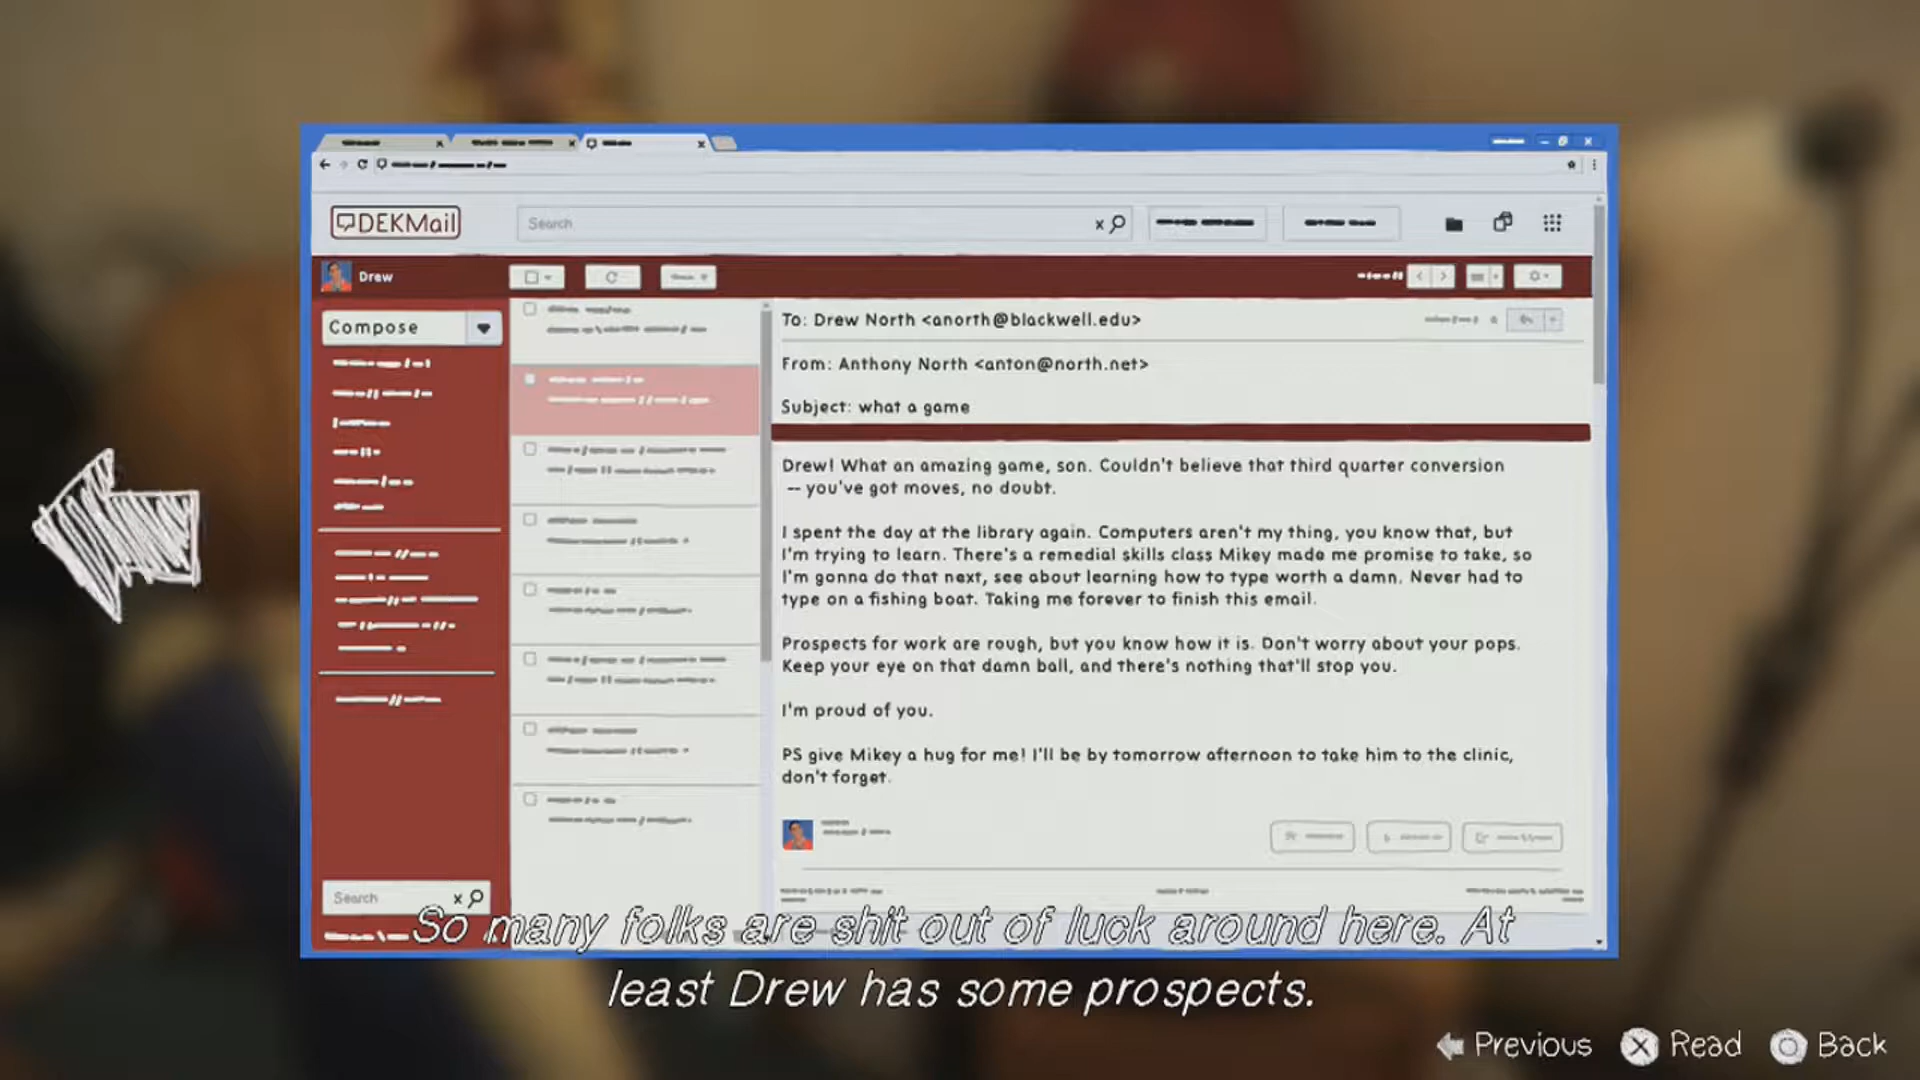 DEKMail
Search
x
Drew
Compose
To: Drew North <anorth@blackwell.edu>
From: Anthony North <anton@north.net>
Subject: what a game
Drew! What an amazing game, son. Couldn't believe that third quarter conversion
-- you've got moves, no doubt.
I spent the day at the library again. Computers aren't my thing, you know that, but
I'm trying to learn. There's a remedial skills class Mikey made me promise to take, so
I'm gonna do that next, see about learning how to type worth a damn. Never had to
type on a fishing boat. Taking me forever to finish this email.
Prospects for work are rough, but you know how it is. Don't worry about your pops.
Keep your eye on that damn ball, and there's nothing that'll stop you.
I'm proud of you.
PS give Mikey a hug for me! I'll be by tomorrow afternoon to take him to the clinic,
don't forget.
Search x
So many folks are shit out of luck around here. At
least Drew has some prospects.
Previous Read Back